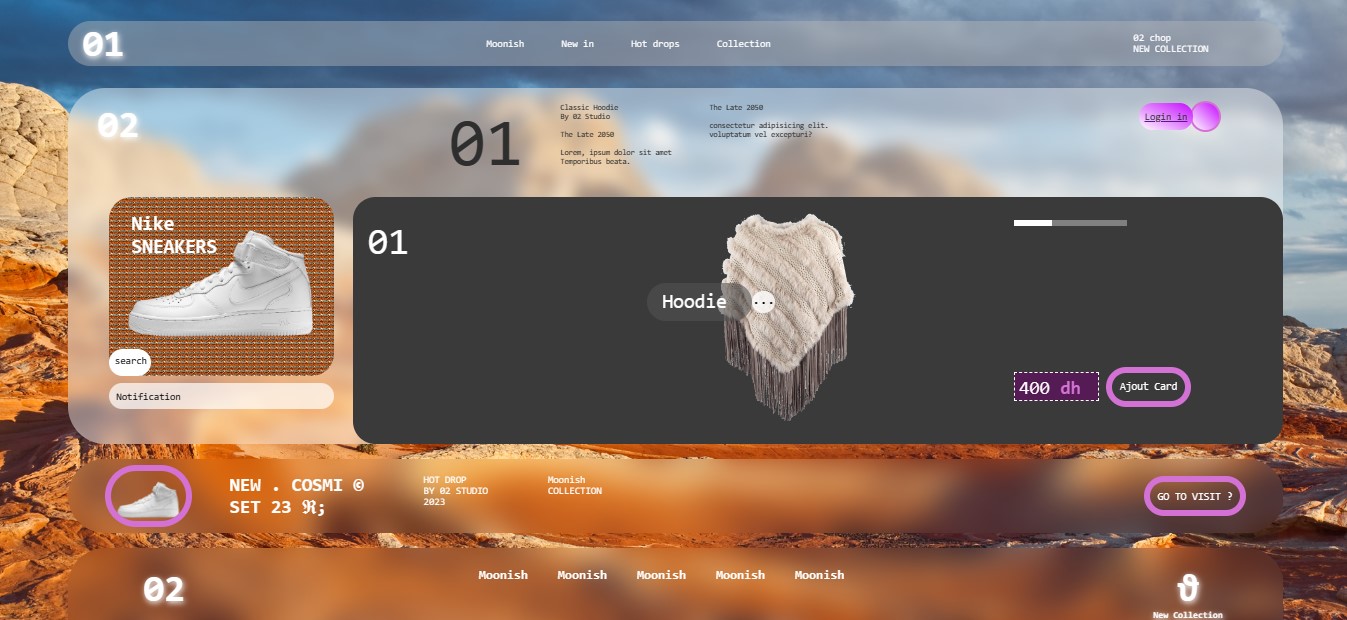 01
Moonish
New in
Hot drops
Collection
02 chop
NEW COLLECTION
02
01
Classic Hoodie
By 02 Studio
The Late 2050
Lorem, ipsum dolor sit amet
Temporibus beata.
The Late 2050
consectetur adipisicing elit.
voluptatum vel excepturi?
Login in
Nike
SNEAKERS
search
Notification
01
Hoodie
...
400 dh
Ajout Card
NEW . COSMI ©
SET 23 ℜ;
HOT DROP
BY 02 STUDIO
2023
Moonish
COLLECTION
GO TO VISIT ?
02
Moonish
Moonish
Moonish
Moonish
Moonish
ϑ
New Collection